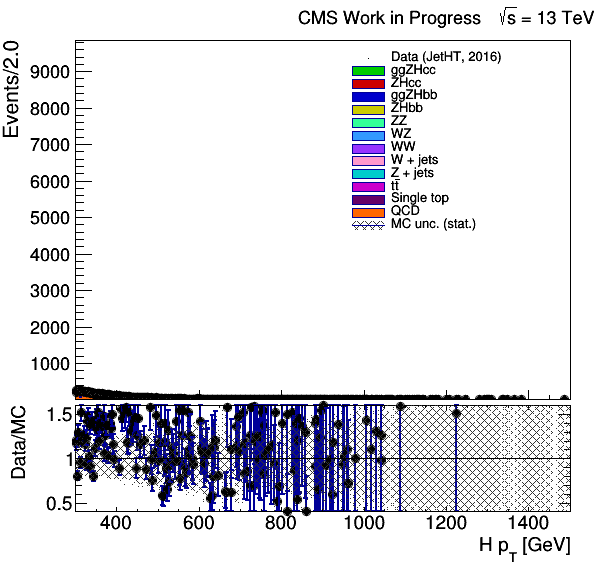 CMS Work in Progress √s = 13 TeV
Events/2.0
9000
8000
7000
6000
5000
4000
3000
2000
1000
Data (JetHT, 2016)
ggZHcc
ZHcc
ggZHbb
ZHbb
ZZ
WZ
WW
W + jets
Z + jets
tt̄
Single top
QCD
MC unc. (stat.)
Data/MC
1.5
1
0.5
400 600 800 1000 1200 1400
H p_T [GeV]